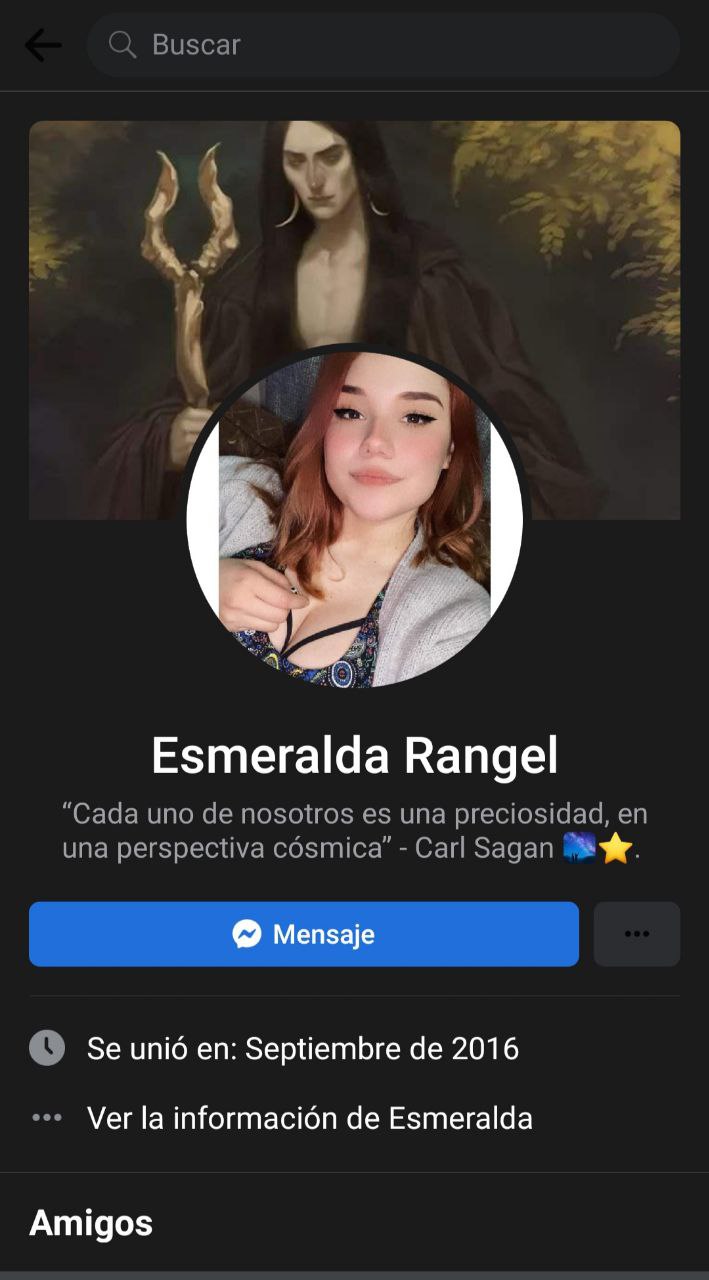 Buscar
Esmeralda Rangel
“Cada uno de nosotros es una preciosidad, en
una perspectiva cósmica” - Carl Sagan 🌌⭐.
Mensaje
Se unió en: Septiembre de 2016
Ver la información de Esmeralda
Amigos